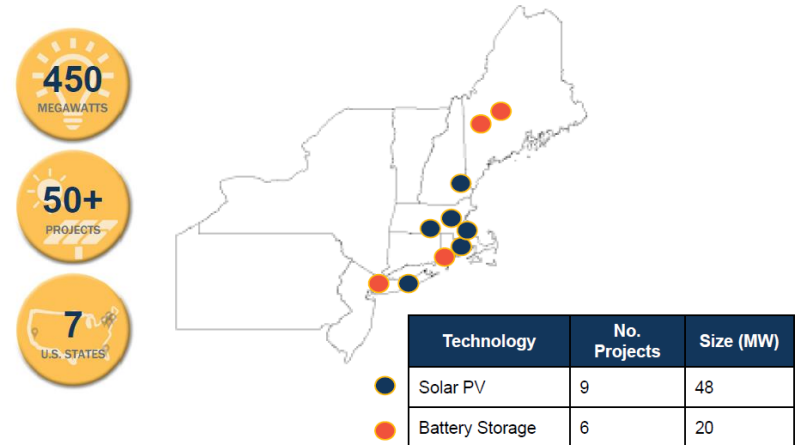 450
MEGAWATTS
50+
PROJECTS
7
U.S. STATES
Technology No. Projects Size (MW)
Solar PV 9 48
Battery Storage 6 20